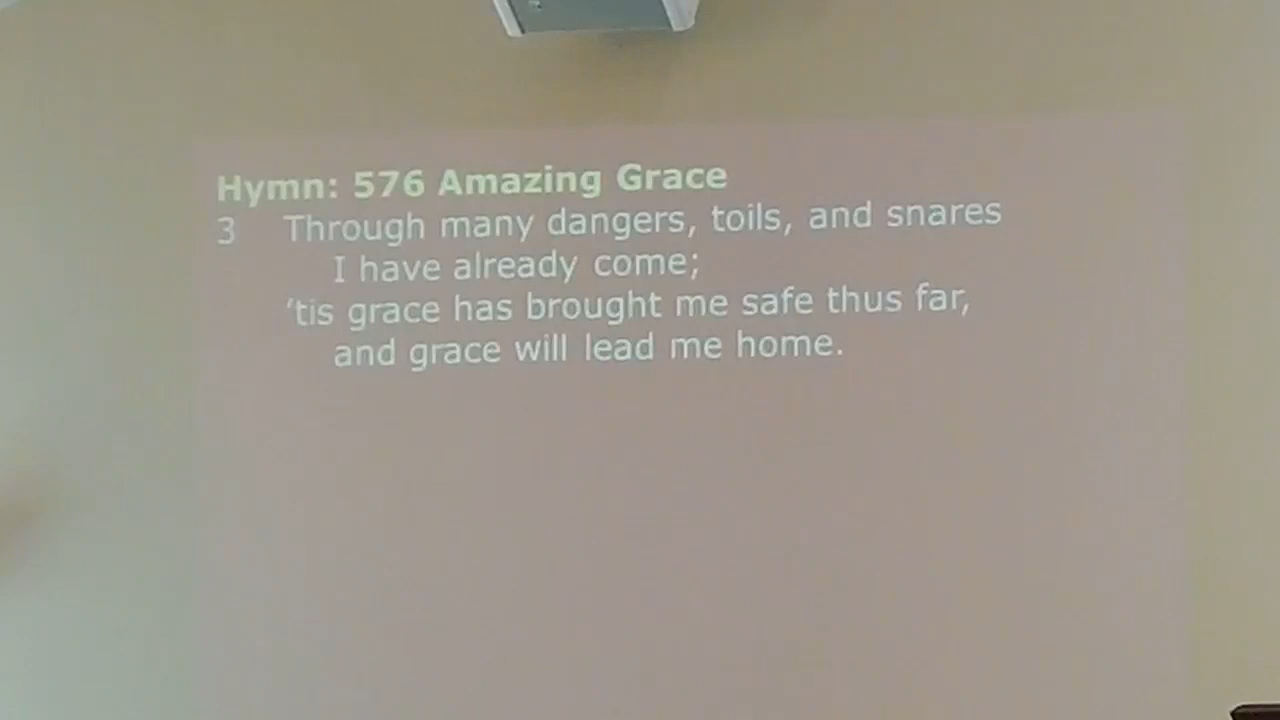 Hymn: 576 Amazing Grace
3 Through many dangers, toils, and snares
I have already come;
’tis grace has brought me safe thus far,
and grace will lead me home.